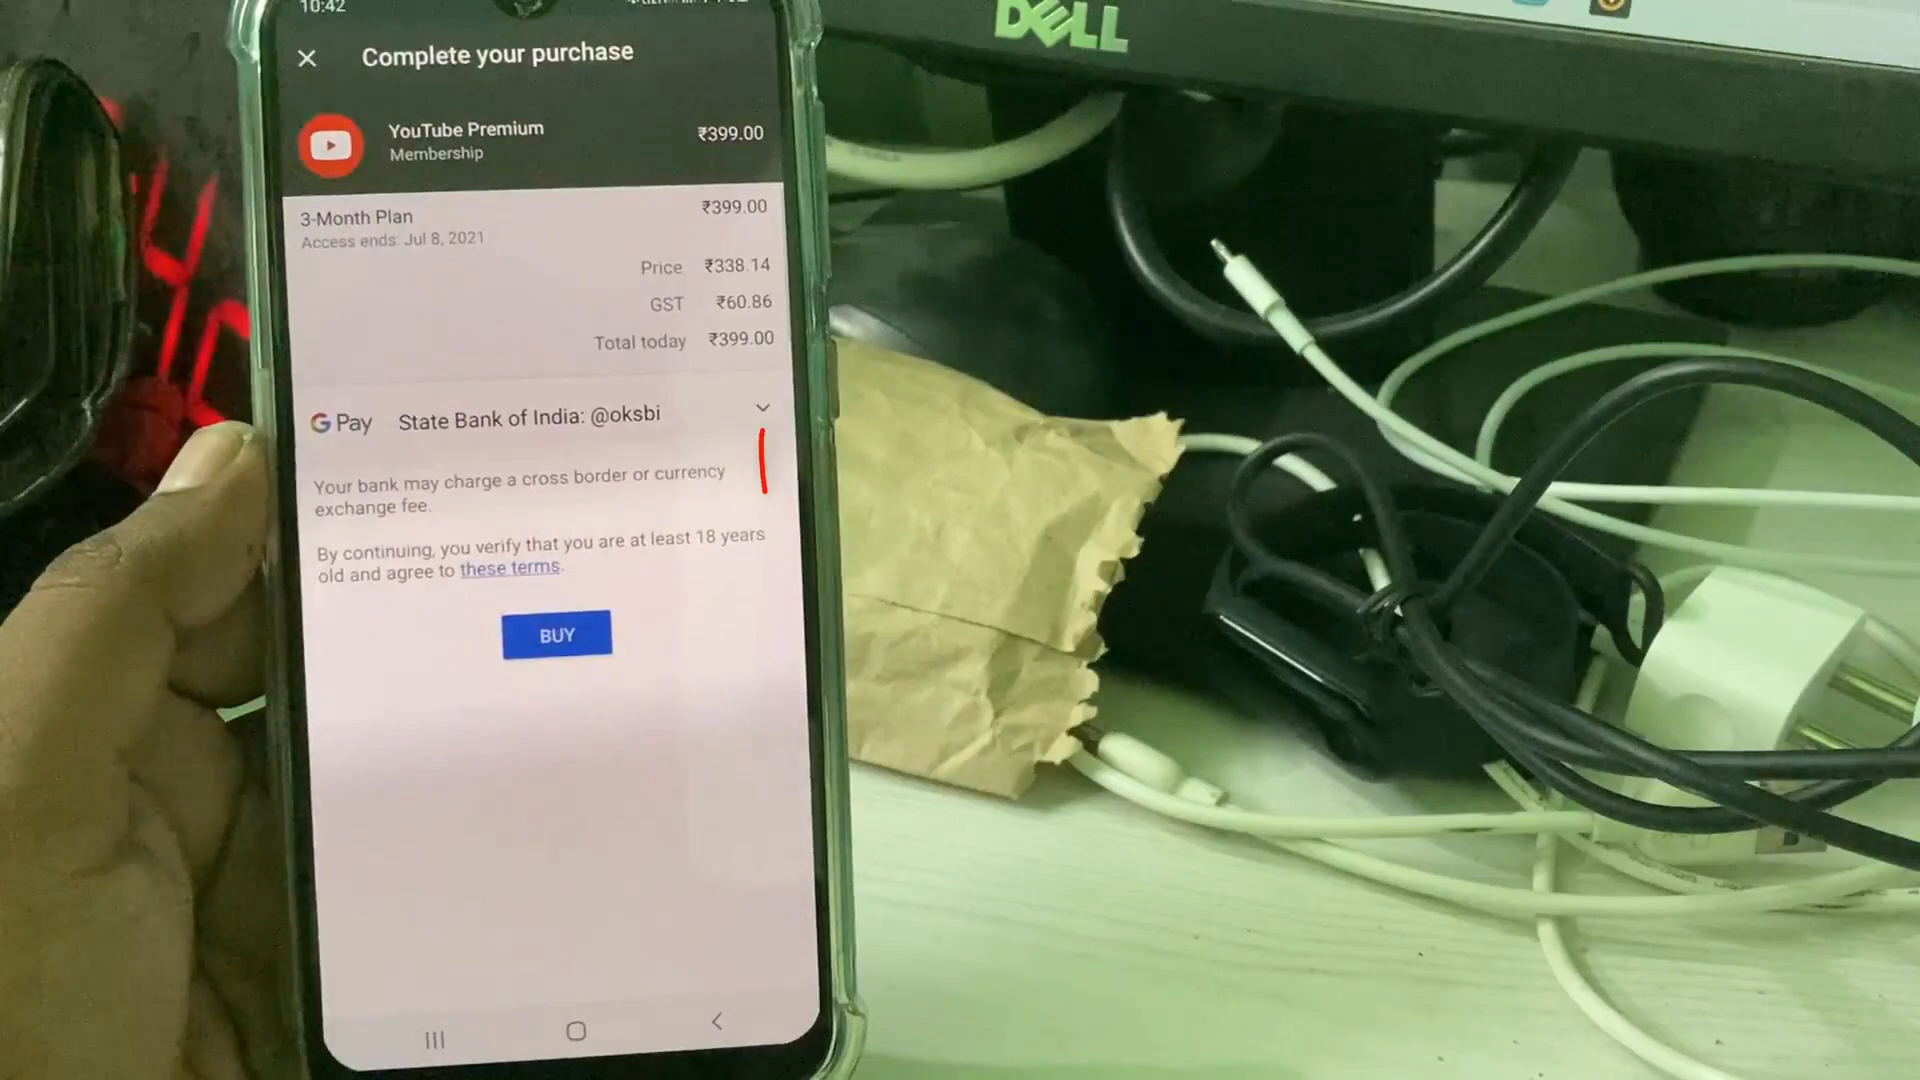 10:42
DELL
Complete your purchase
YouTube Premium ₹399.00
Membership
3-Month Plan ₹399.00
Access ends: Jul 8, 2021
Price ₹338.14
GST ₹60.86
Total today ₹399.00
G Pay State Bank of India: @oksbi
Your bank may charge a cross border or currency
exchange fee.
By continuing, you verify that you are at least 18 years
old and agree to these terms.
BUY